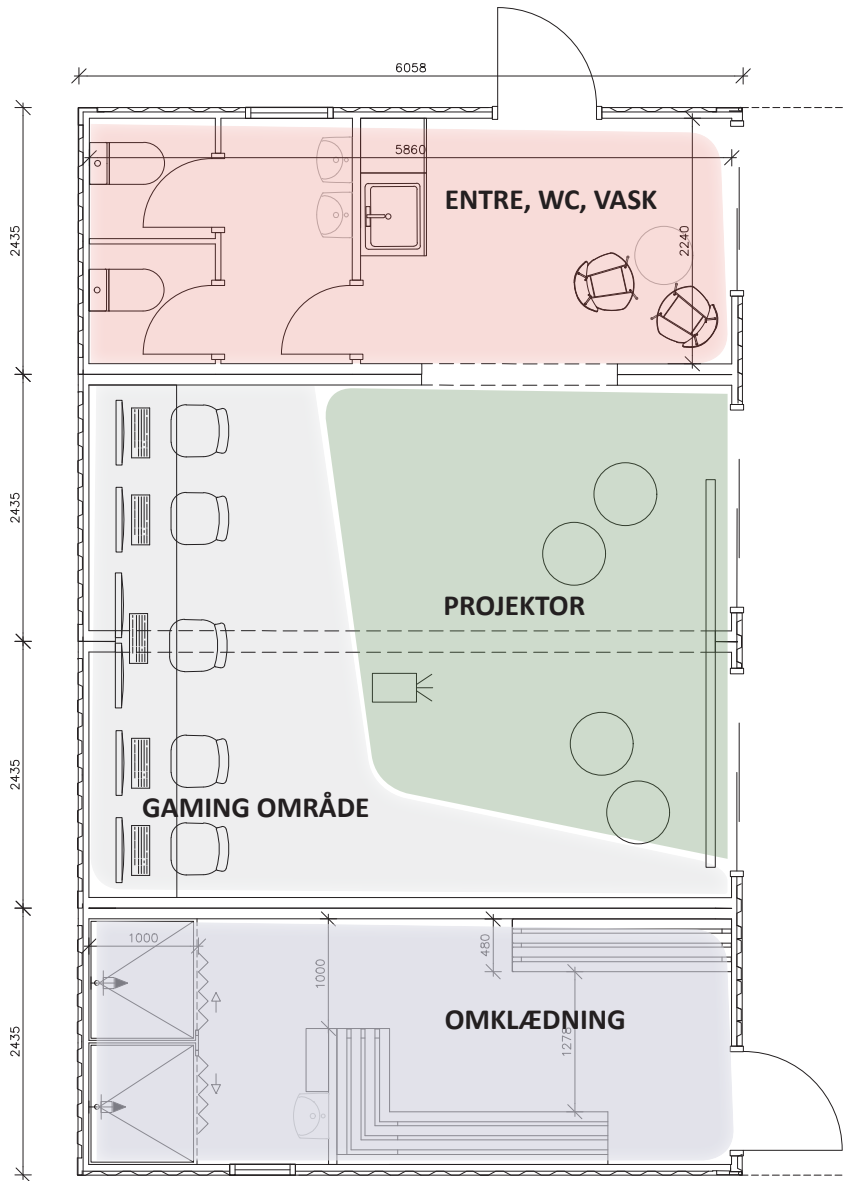 6058
5860
ENTRE, WC, VASK
2435
2240
2435
PROJEKTOR
2435
GAMING OMRÅDE
1000
480
1000
OMKLÆDNING
1278
2435